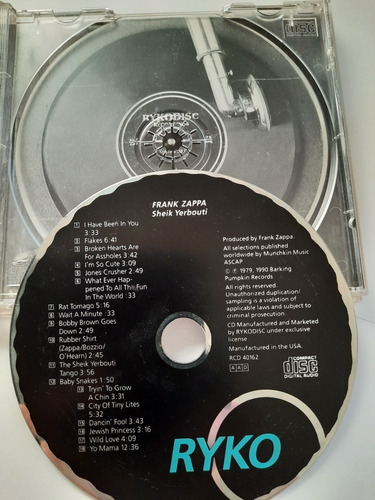 COMPACT
disc
DIGITAL AUDIO
RYKODISC
FRANK ZAPPA
Sheik Yerbouti
1 I Have Been In You
3:33
2 Flakes 6:41
3 Broken Hearts Are
For Assholes 3:42
4 I'm So Cute 3:09
5 Jones Crusher 2:49
6 What Ever Hap-
pened To All The Fun
In The World :33
7 Rat Tomago 5:16
8 Wait A Minute :33
9 Bobby Brown Goes
Down 2:49
10 Rubber Shirt
(Zappa/Bozzio/
O'Hearn) 2:45
11 The Sheik Yerbouti
Tango 3:56
12 Baby Snakes 1:50
13 Tryin' To Grow
A Chin 3:31
14 City Of Tiny Lites
5:32
15 Dancin' Fool 3:43
16 Jewish Princess 3:16
17 Wild Love 4:09
18 Yo Mama 12:36
Produced by Frank Zappa.
All selections published
worldwide by Munchkin Music
ASCAP
© ℗ 1979, 1990 Barking
Pumpkin Records
All rights reserved.
Unauthorized duplication/
sampling is a violation of
applicable laws and subject to
criminal prosecution.
CD Manufactured and Marketed
by RYKODISC under exclusive
license
Manufactured in the USA.
RCD 40162
AAD
COMPACT
disc
DIGITAL AUDIO
RYKO